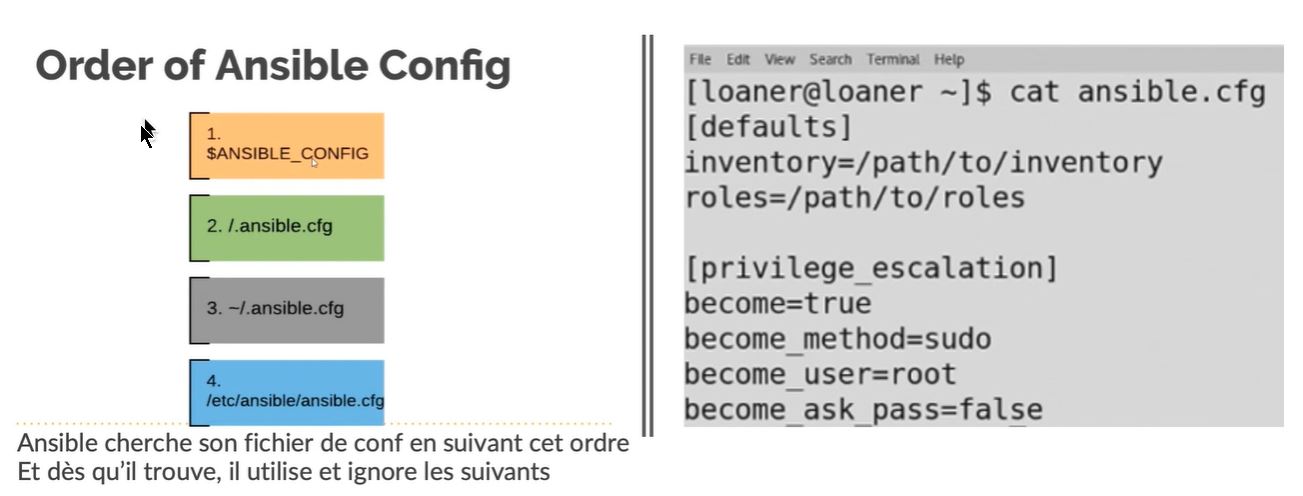 Order of Ansible Config
1.
$ANSIBLE_CONFIG
2. /.ansible.cfg
3. ~/.ansible.cfg
4.
/etc/ansible/ansible.cfg
Ansible cherche son fichier de conf en suivant cet ordre
Et dès qu'il trouve, il utilise et ignore les suivants
File Edit View Search Terminal Help
[loaner@loaner ~]$ cat ansible.cfg
[defaults]
inventory=/path/to/inventory
roles=/path/to/roles
[privilege_escalation]
become=true
become_method=sudo
become_user=root
become_ask_pass=false